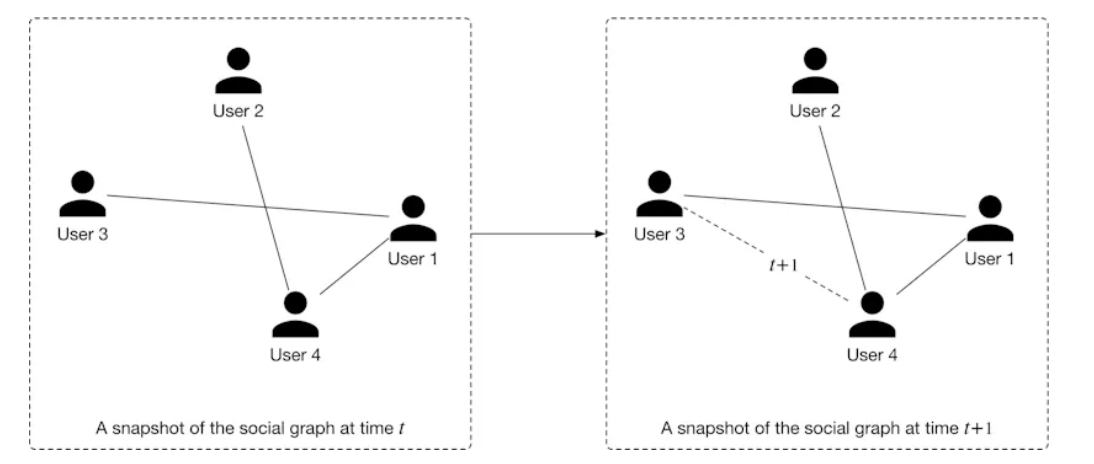 User 2
User 3
User 1
User 4
A snapshot of the social graph at time t
User 2
User 3
User 1
t+1
User 4
A snapshot of the social graph at time t+1